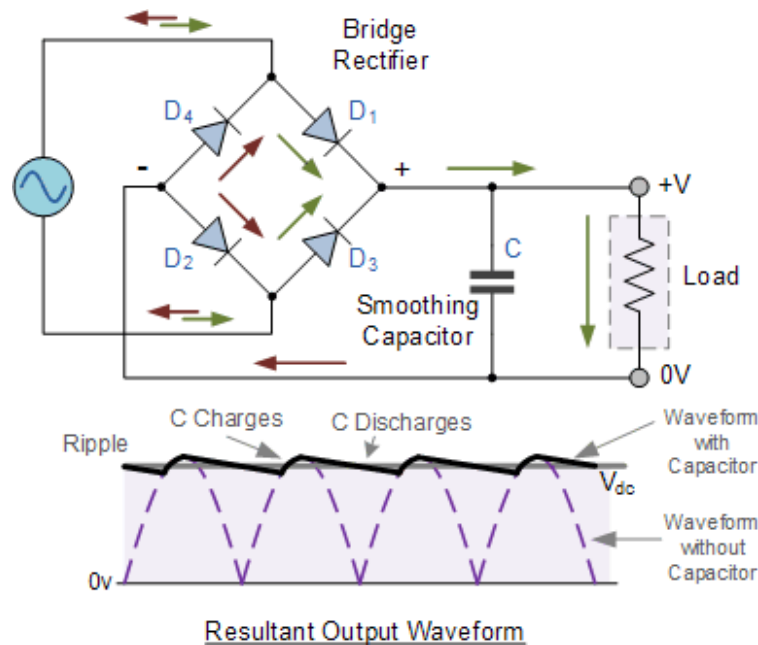 Bridge
Rectifier
D₄
D₁
-
+
+V
D₂
D₃
C
Load
Smoothing
Capacitor
0V
C Charges
C Discharges
Waveform
with
Capacitor
Ripple
Vdc
Waveform
without
Capacitor
0v
Resultant Output Waveform